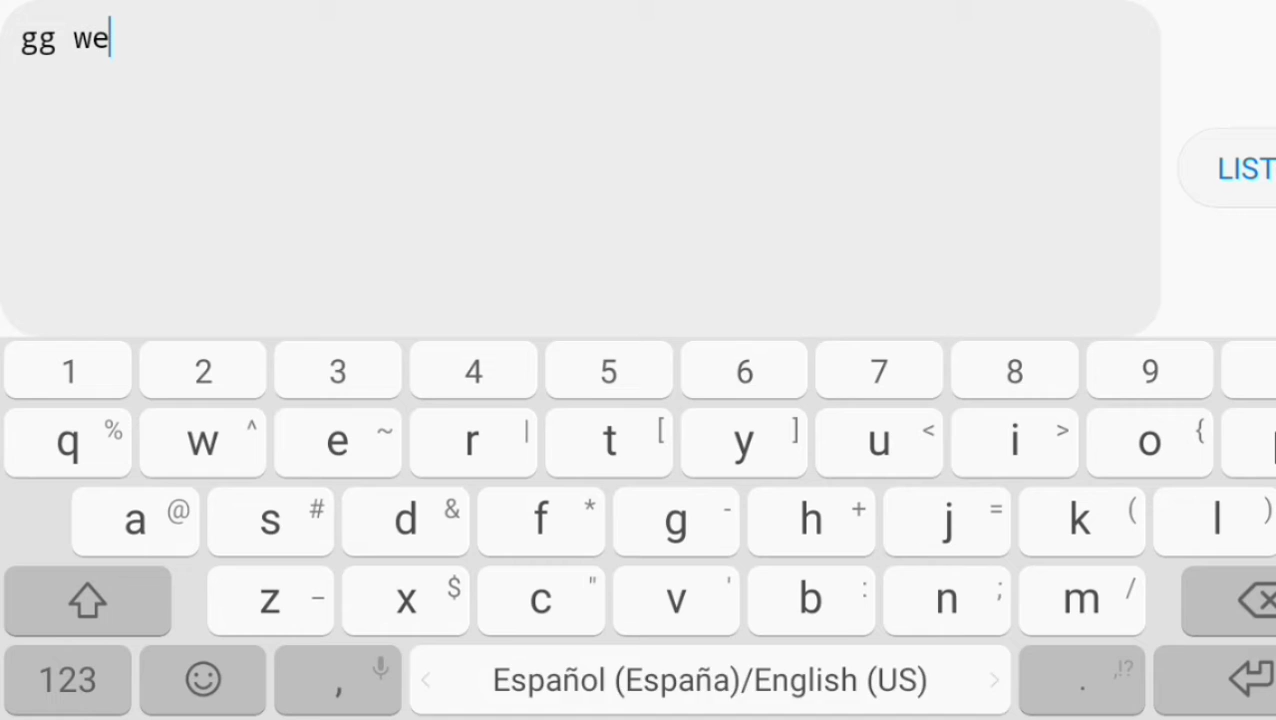 gg we
LIST
1 2 3 4 5 6 7 8 9
q % w ^ e ~ r | t [ y ] u < i > o {
a @ s # d & f * g - h + j = k ( l )
z _ x $ c " v ' b : n ; m /
123 , < Español (España)/English (US) > . ,!?